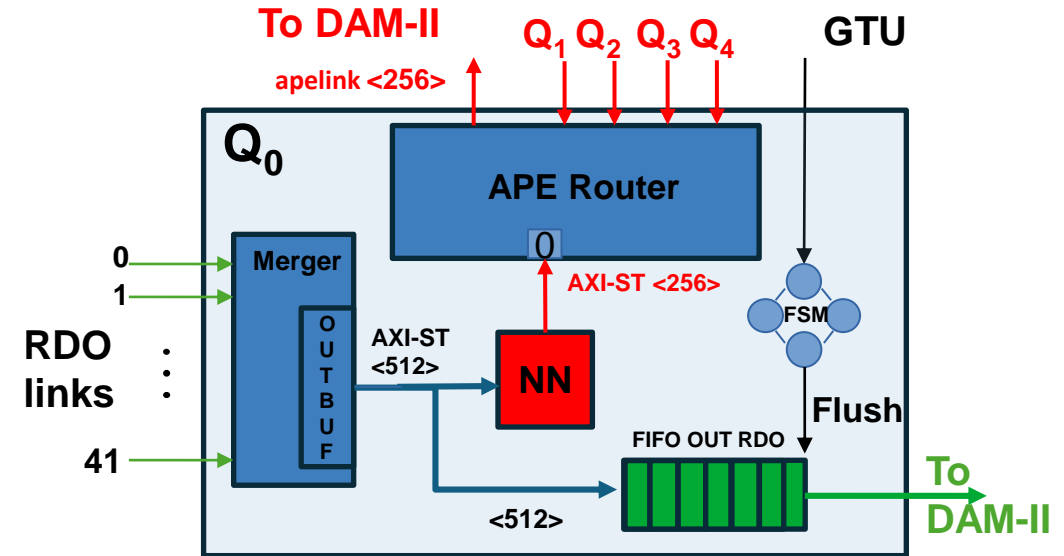 To DAM-II
Q1 Q2 Q3 Q4
GTU
apelink <256>
Q0
APE Router
0
AXI-ST <256>
0
1
Merger
OUTBUF
AXI-ST
<512>
NN
FSM
RDO
links
⋮
41
Flush
FIFO OUT RDO
<512>
To
DAM-II